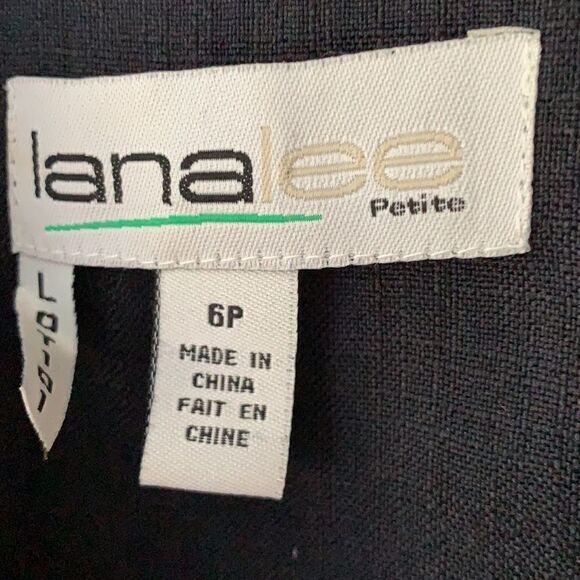 lanalee
Petite
6P
MADE IN
CHINA
FAIT EN
CHINE